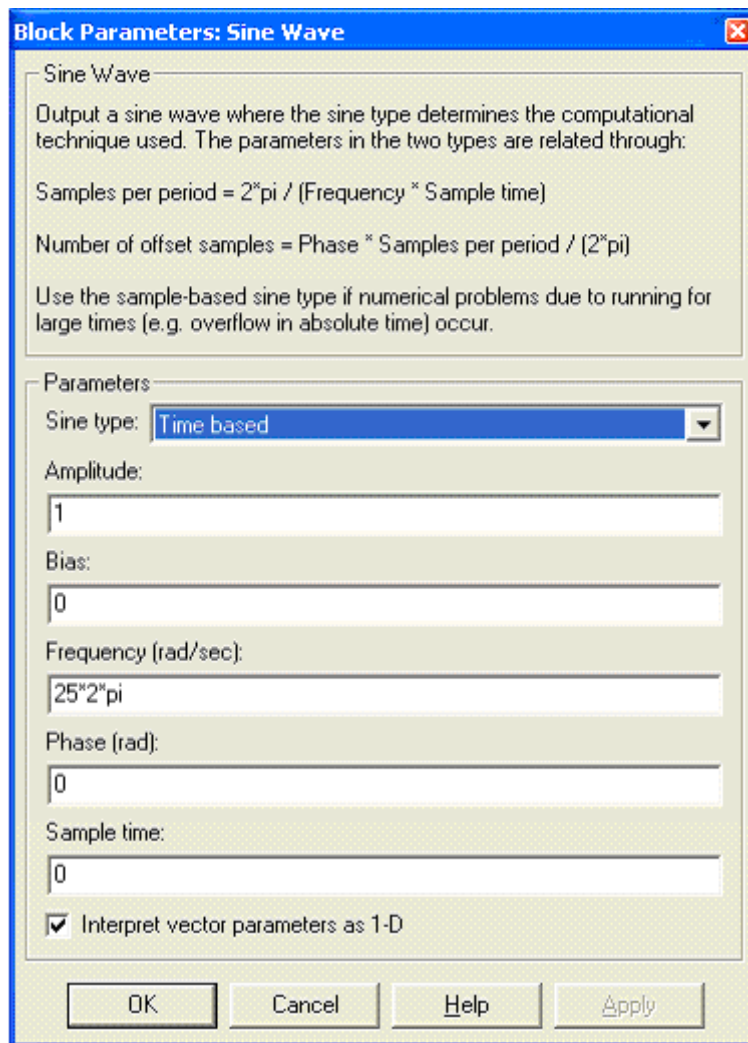 Block Parameters: Sine Wave
Sine Wave
Output a sine wave where the sine type determines the computational
technique used. The parameters in the two types are related through:
Samples per period = 2*pi / (Frequency * Sample time)
Number of offset samples = Phase * Samples per period / (2*pi)
Use the sample-based sine type if numerical problems due to running for
large times (e.g. overflow in absolute time) occur.
Parameters
Sine type: Time based
Amplitude:
1
Bias:
0
Frequency (rad/sec):
25*2*pi
Phase (rad):
0
Sample time:
0
Interpret vector parameters as 1-D
OK Cancel Help Apply